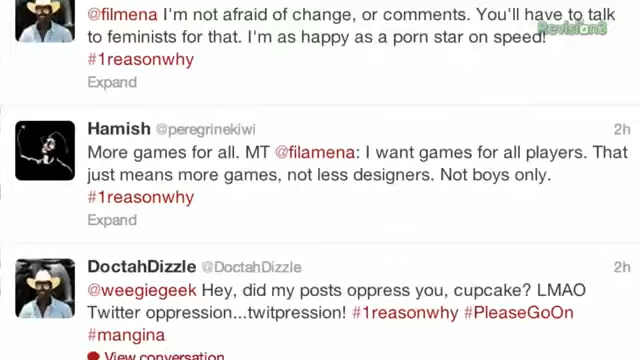 @filmena I'm not afraid of change, or comments. You'll have to talk
to feminists for that. I'm as happy as a porn star on speed!
Revision3
#1reasonwhy
Expand
Hamish @peregrinekiwi 2h
More games for all. MT @filamena: I want games for all players. That
just means more games, not less designers. Not boys only.
#1reasonwhy
Expand
DoctahDizzle @DoctahDizzle 2h
@weegiegeek Hey, did my posts oppress you, cupcake? LMAO
Twitter oppression...twitpression! #1reasonwhy #PleaseGoOn
#mangina
View conversation